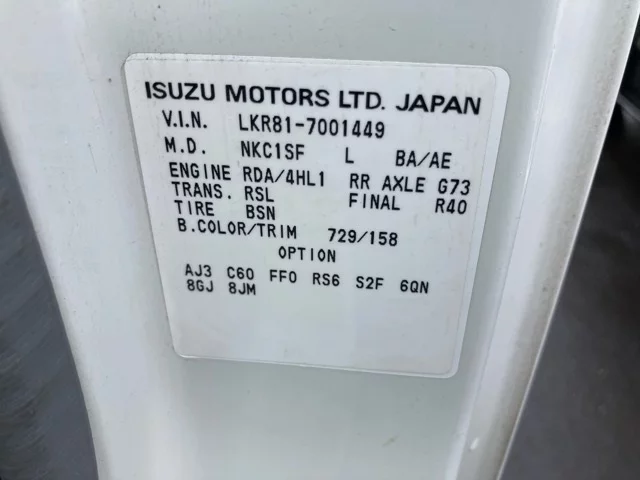 ISUZU MOTORS LTD. JAPAN
V.I.N. LKR81-7001449
M.D. NKC1SF L BA/AE
ENGINE RDA/4HL1 RR AXLE G73
TRANS. RSL FINAL R40
TIRE BSN
B.COLOR/TRIM 729/158
OPTION
AJ3 C60 FF0 RS6 S2F 6QN
8GJ 8JM